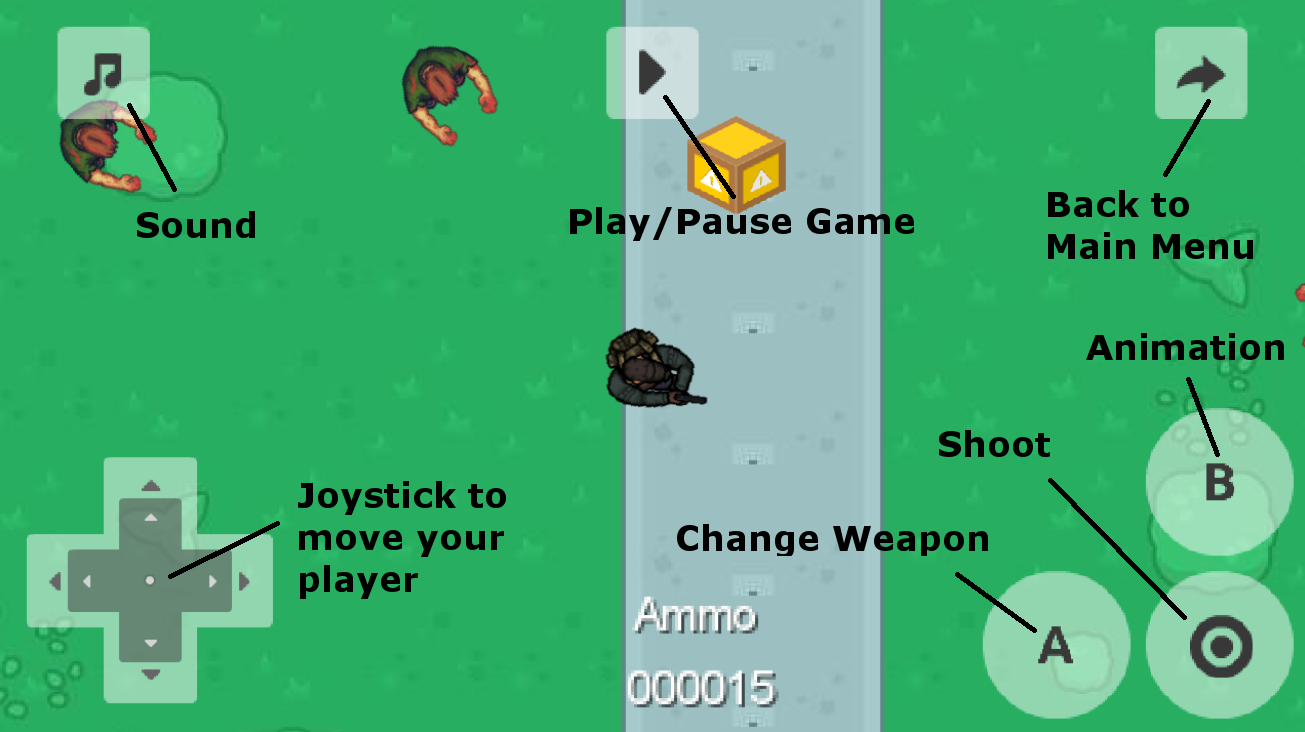 Sound
Play/Pause Game
Back to
Main Menu
Animation
B
Shoot
Joystick to
move your
player
Change Weapon
Ammo
A
000015